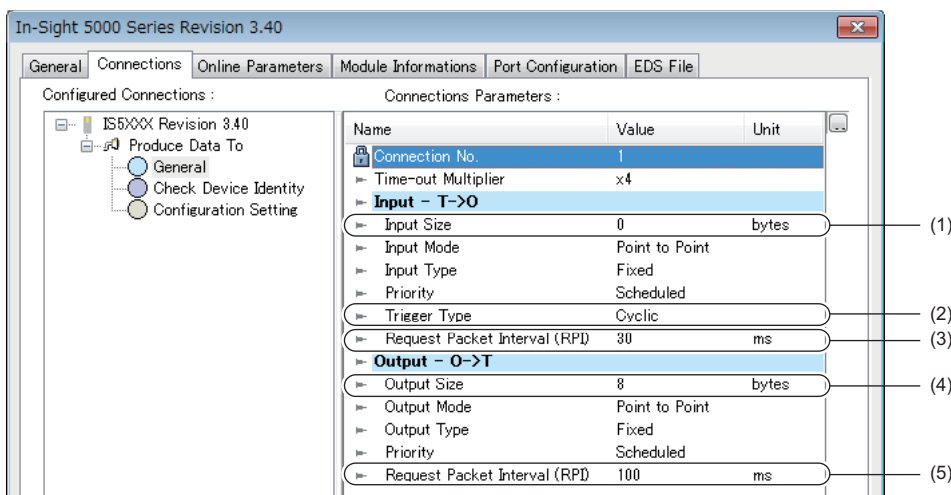 In-Sight 5000 Series Revision 3.40
General Connections Online Parameters Module Informations Port Configuration EDS File
Configured Connections :
IS5XXX Revision 3.40
Produce Data To
General
Check Device Identity
Configuration Setting
Connections Parameters :
Name Value Unit ...
Connection No. 1
Time-out Multiplier x4
Input - T->O
Input Size 0 bytes (1)
Input Mode Point to Point
Input Type Fixed
Priority Scheduled
Trigger Type Cyclic (2)
Request Packet Interval (RPI) 30 ms (3)
Output - O->T
Output Size 8 bytes (4)
Output Mode Point to Point
Output Type Fixed
Priority Scheduled
Request Packet Interval (RPI) 100 ms (5)